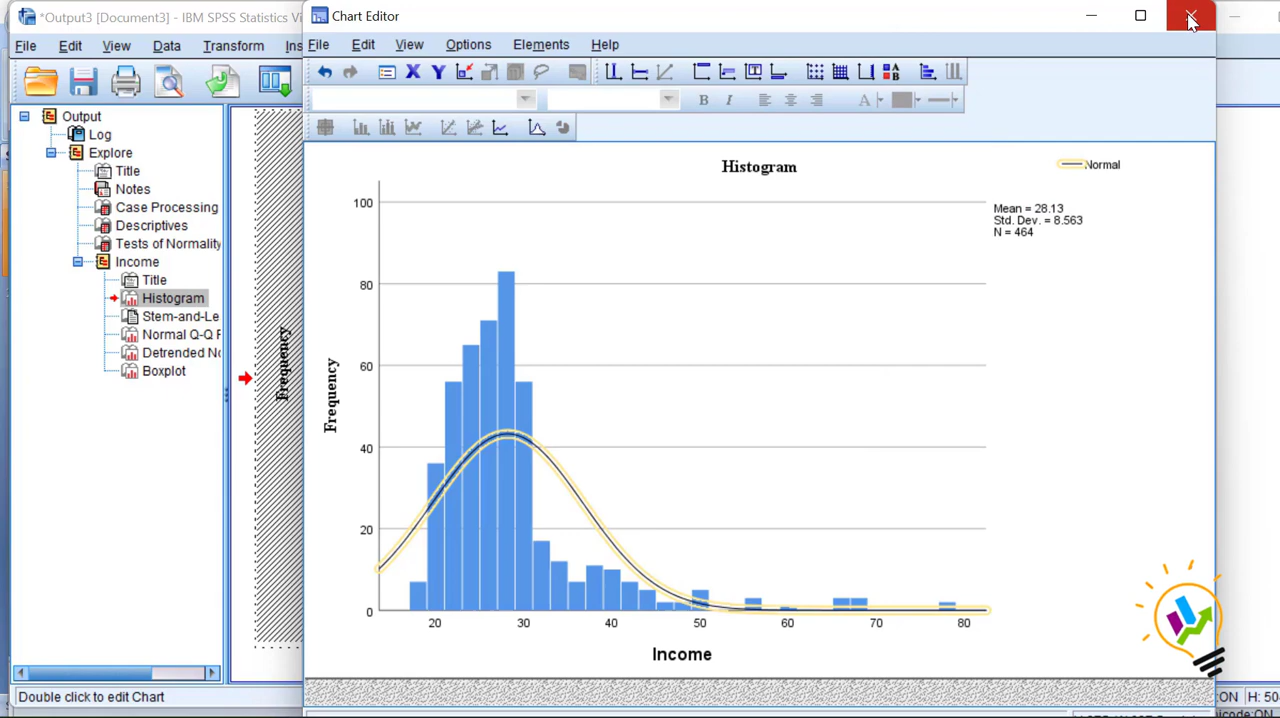 *Output3 [Document3] - IBM SPSS Statistics Vi
File Edit View Data Transform Ins
Output
Log
Explore
Title
Notes
Case Processing
Descriptives
Tests of Normality
Income
Title
Histogram
Stem-and-Le
Normal Q-Q P
Detrended No
Boxplot
Double click to edit Chart
Frequency
Chart Editor
File Edit View Options Elements Help
X Y
B I A
Histogram
Normal
Mean = 28.13
Std. Dev. = 8.563
N = 464
Frequency
100
80
60
40
20
0
20 30 40 50 60 70 80
Income
:ON H: 50